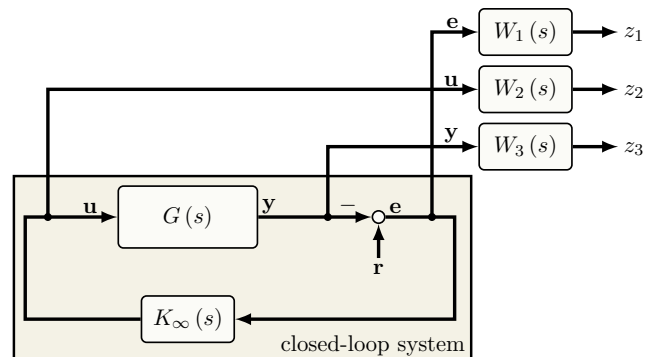 e W₁(s) z₁
u W₂(s) z₂
y W₃(s) z₃
u G(s) y − e
r
K∞(s)
closed-loop system